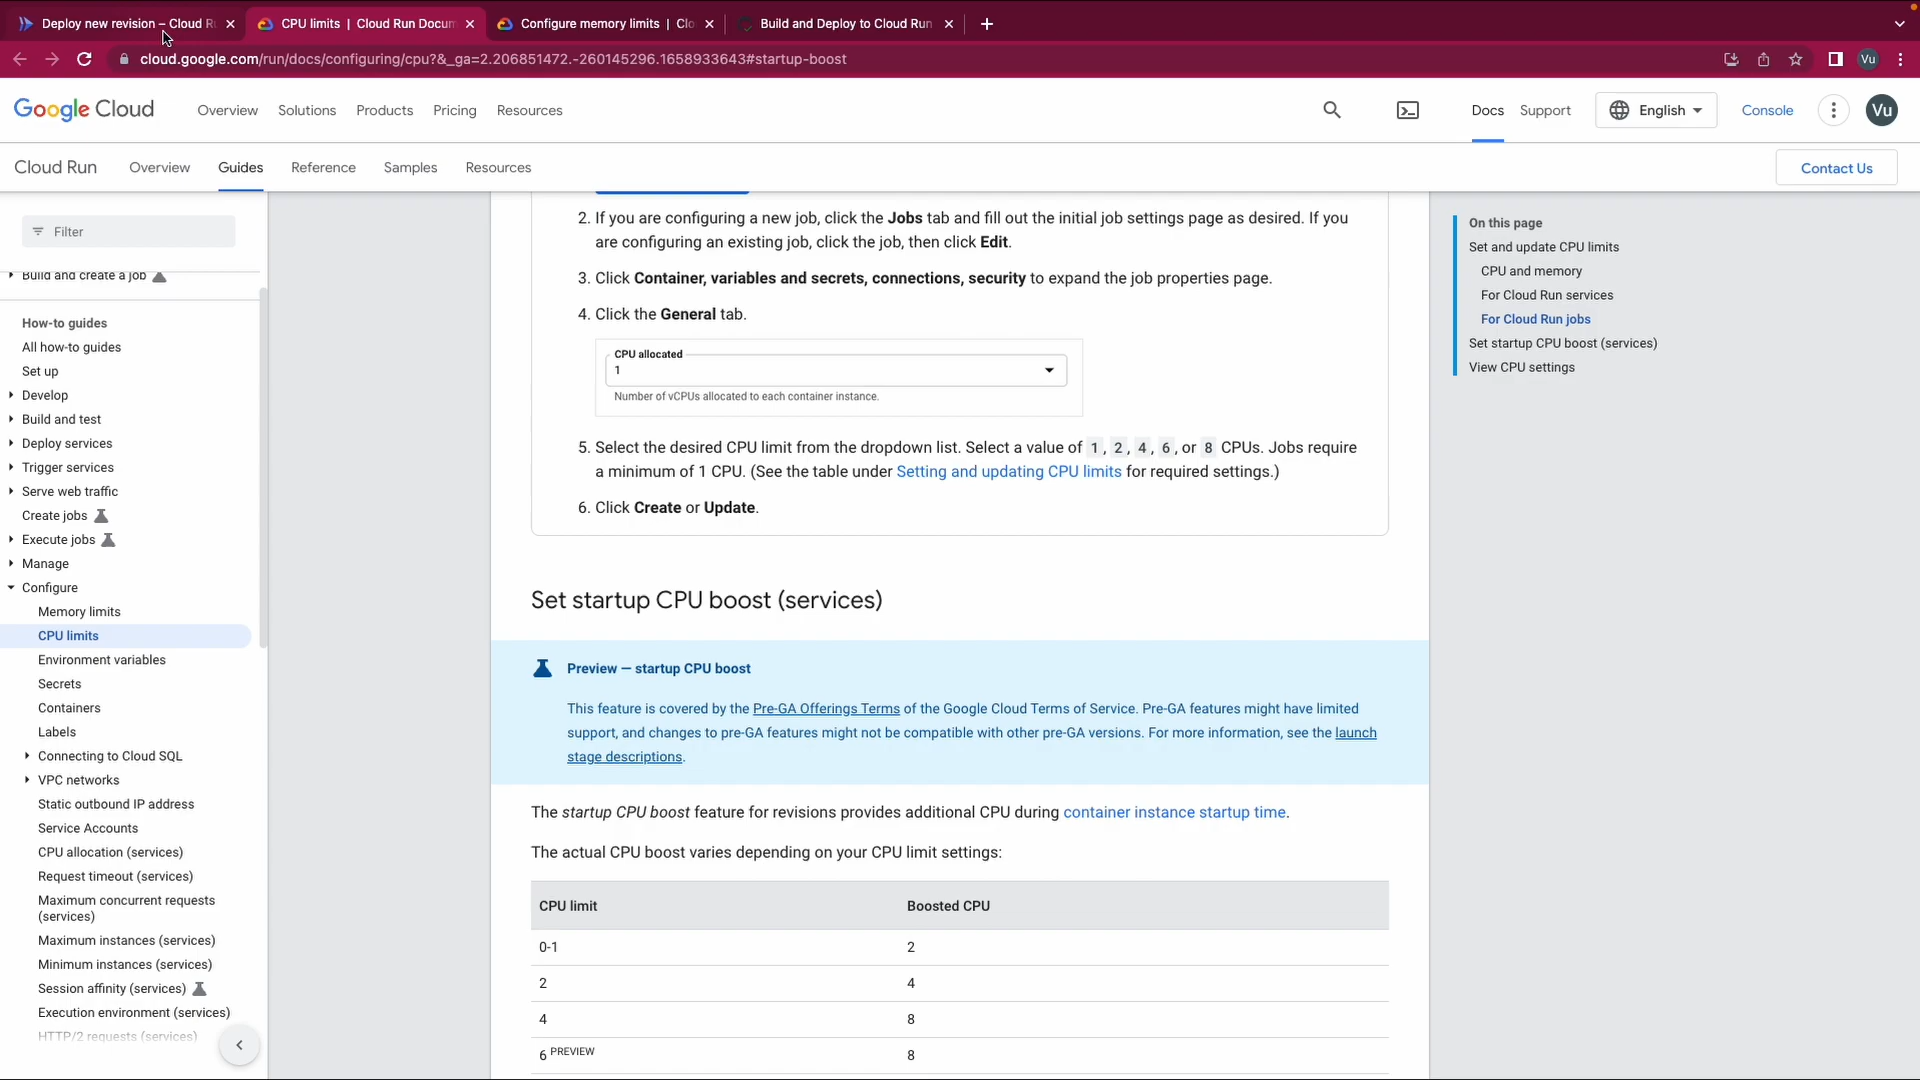 Deploy new revision – Cloud Ru
CPU limits | Cloud Run Docum
Configure memory limits | Clo
Build and Deploy to Cloud Run
cloud.google.com/run/docs/configuring/cpu?&_ga=2.206851472.-260145296.1658933643#startup-boost
Vu
Google Cloud
Overview
Solutions
Products
Pricing
Resources
Docs
Support
English
Console
Vu
Cloud Run
Overview
Guides
Reference
Samples
Resources
Contact Us
Filter
Build and create a job
How-to guides
All how-to guides
Set up
Develop
Build and test
Deploy services
Trigger services
Serve web traffic
Create jobs
Execute jobs
Manage
Configure
Memory limits
CPU limits
Environment variables
Secrets
Containers
Labels
Connecting to Cloud SQL
VPC networks
Static outbound IP address
Service Accounts
CPU allocation (services)
Request timeout (services)
Maximum concurrent requests
(services)
Maximum instances (services)
Minimum instances (services)
Session affinity (services)
Execution environment (services)
HTTP/2 requests (services)
2. If you are configuring a new job, click the Jobs tab and fill out the initial job settings page as desired. If you
are configuring an existing job, click the job, then click Edit.
3. Click Container, variables and secrets, connections, security to expand the job properties page.
4. Click the General tab.
CPU allocated
1
Number of vCPUs allocated to each container instance.
5. Select the desired CPU limit from the dropdown list. Select a value of 1, 2, 4, 6, or 8 CPUs. Jobs require
a minimum of 1 CPU. (See the table under Setting and updating CPU limits for required settings.)
6. Click Create or Update.
Set startup CPU boost (services)
Preview — startup CPU boost
This feature is covered by the Pre-GA Offerings Terms of the Google Cloud Terms of Service. Pre-GA features might have limited
support, and changes to pre-GA features might not be compatible with other pre-GA versions. For more information, see the launch
stage descriptions.
The startup CPU boost feature for revisions provides additional CPU during container instance startup time.
The actual CPU boost varies depending on your CPU limit settings:
CPU limit
Boosted CPU
0-1
2
2
4
4
8
6 PREVIEW
8
On this page
Set and update CPU limits
CPU and memory
For Cloud Run services
For Cloud Run jobs
Set startup CPU boost (services)
View CPU settings